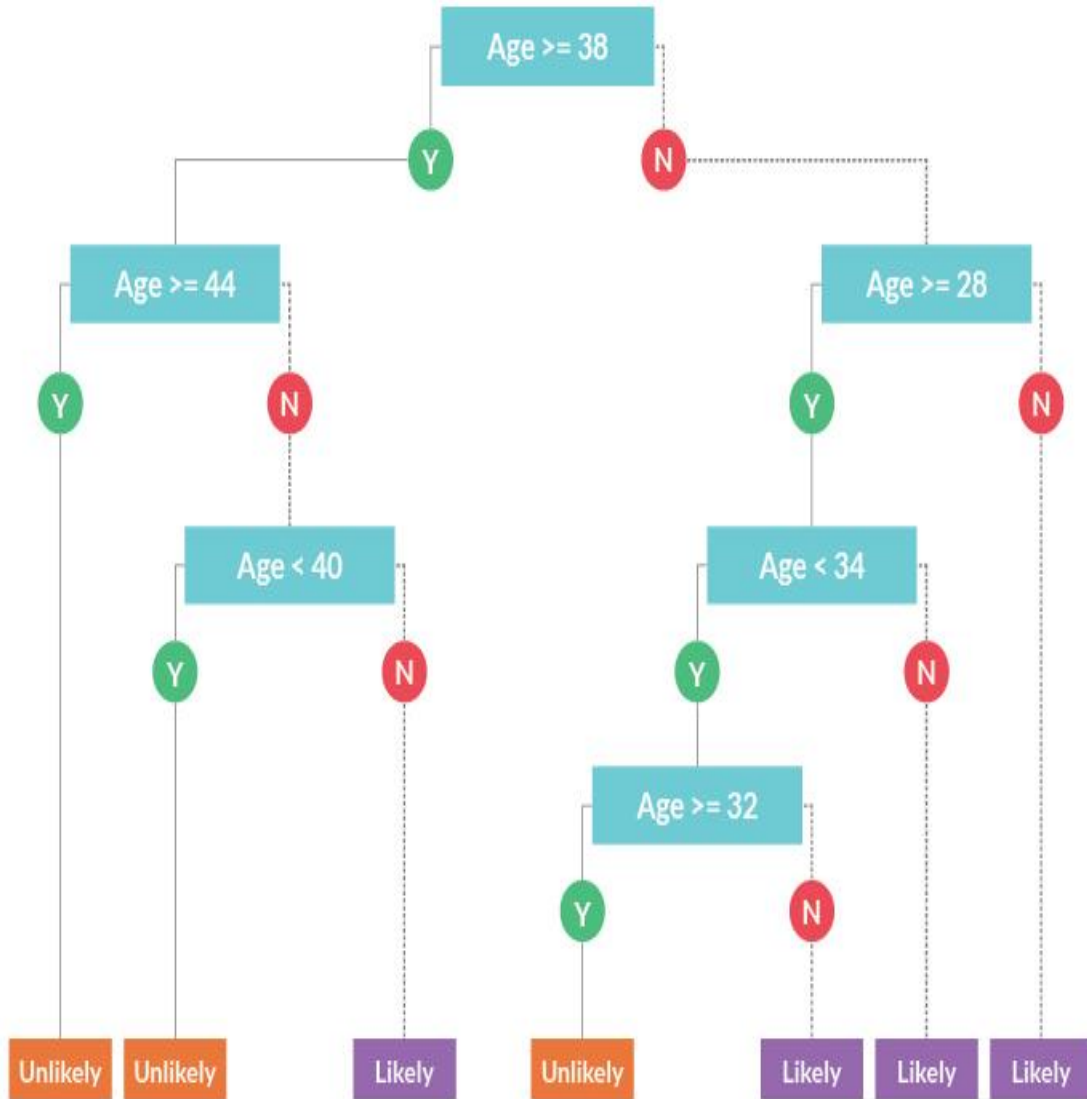 Age >= 38
Y
N
Age >= 44
Age >= 28
Y
N
Y
N
Age < 40
Age < 34
Y
N
Y
N
Age >= 32
Y
N
Unlikely
Unlikely
Likely
Unlikely
Likely
Likely
Likely